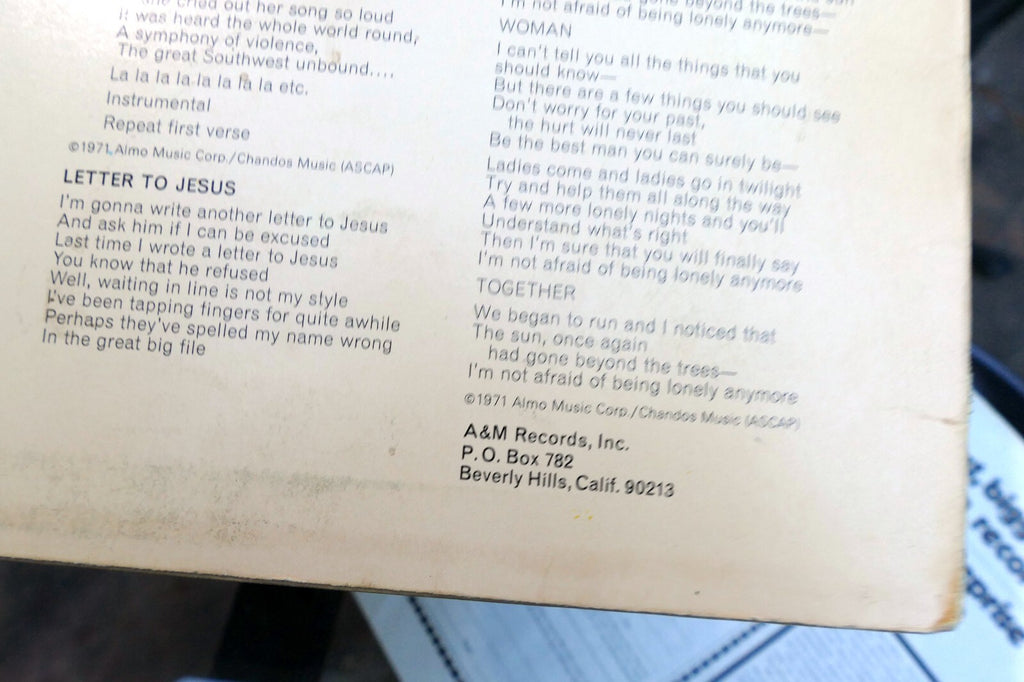 cried out her song so loud
it was heard the whole world round,
A symphony of violence,
The great Southwest unbound....
La la la la la la la la etc.
Instrumental
Repeat first verse
©1971 Almo Music Corp./Chandos Music (ASCAP)
LETTER TO JESUS
I'm gonna write another letter to Jesus
And ask him if I can be excused
Last time I wrote a letter to Jesus
You know that he refused
Well, waiting in line is not my style
I've been tapping fingers for quite awhile
Perhaps they've spelled my name wrong
In the great big file
beyond the trees—
I'm not afraid of being lonely anymore—
WOMAN
I can't tell you all the things that you
should know—
But there are a few things you should see
Don't worry for your past,
the hurt will never last
Be the best man you can surely be—
Ladies come and ladies go in twilight
Try and help them all along the way
A few more lonely nights and you'll
Understand what's right
Then I'm sure that you will finally say
I'm not afraid of being lonely anymore
TOGETHER
We began to run and I noticed that
The sun, once again
had gone beyond the trees—
I'm not afraid of being lonely anymore
©1971 Almo Music Corp./Chandos Music (ASCAP)
A&M Records, Inc.
P.O. Box 782
Beverly Hills, Calif. 90213